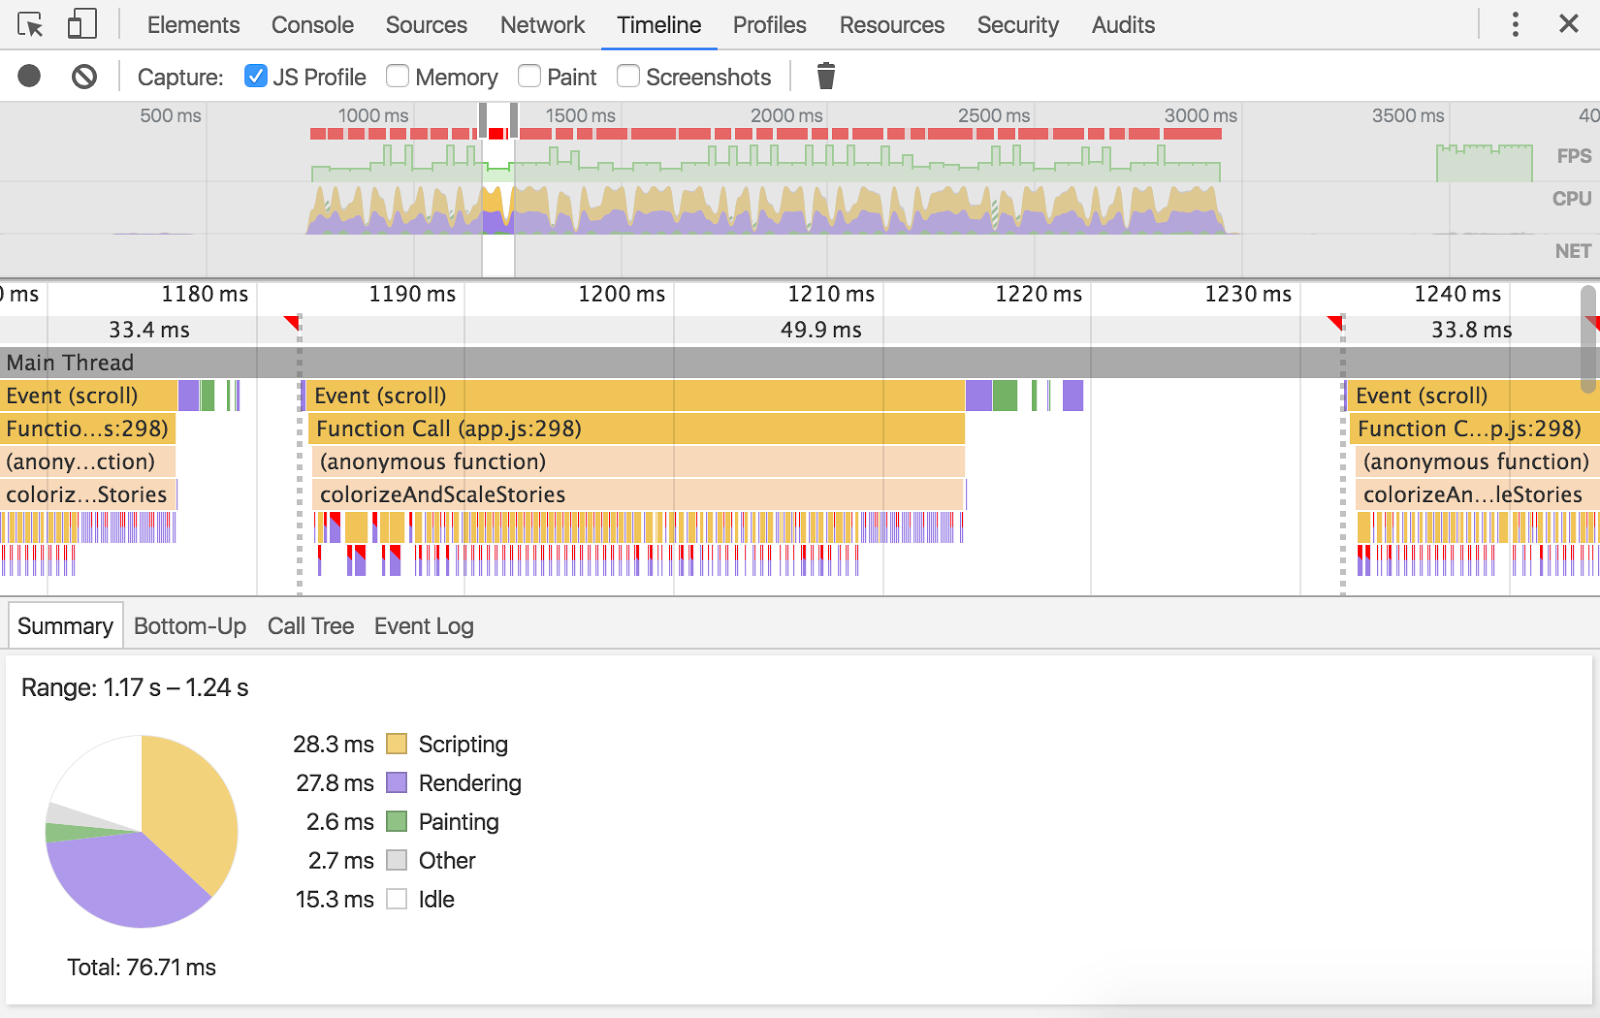 Elements Console Sources Network Timeline Profiles Resources Security Audits
Capture: JS Profile Memory Paint Screenshots
500 ms 1000 ms 1500 ms 2000 ms 2500 ms 3000 ms 3500 ms 40
FPS
CPU
NET
0 ms 1180 ms 1190 ms 1200 ms 1210 ms 1220 ms 1230 ms 1240 ms
33.4 ms 49.9 ms 33.8 ms
Main Thread
Event (scroll) Event (scroll) Event (scroll)
Functio...s:298) Function Call (app.js:298) Function C...p.js:298)
(anony...ction) (anonymous function) (anonymous function)
coloriz...Stories colorizeAndScaleStories colorizeAn...leStories
Summary Bottom-Up Call Tree Event Log
Range: 1.17 s – 1.24 s
28.3 ms Scripting
27.8 ms Rendering
2.6 ms Painting
2.7 ms Other
15.3 ms Idle
Total: 76.71 ms